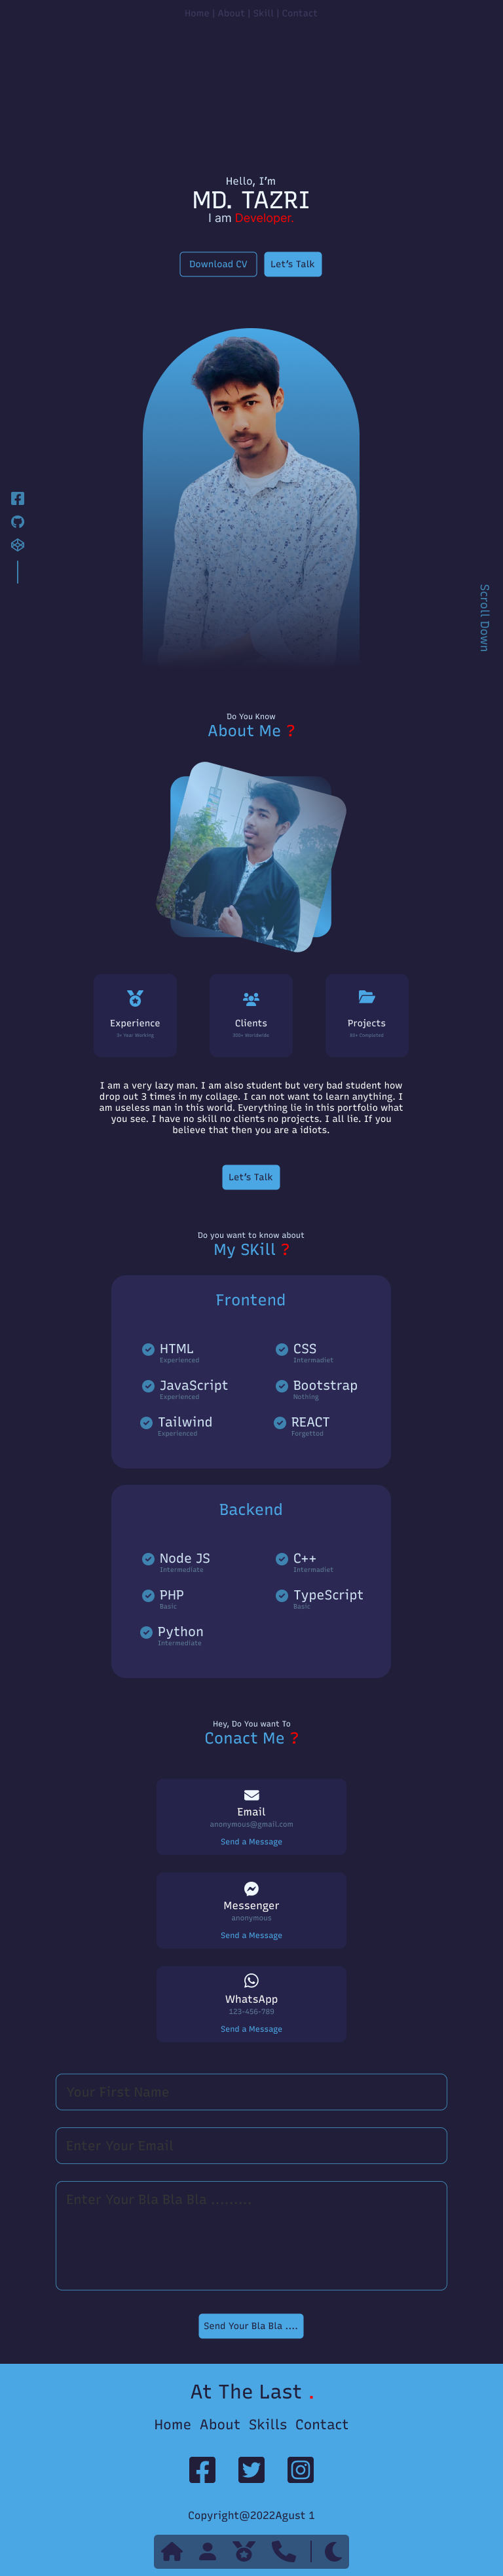 Home | About | Skill | Contact
Hello, I'm
MD. TAZRI
I am Developer.
Download CV
Let's Talk
Scroll Down
Do You Know
About Me ?
Experience
3+ Year Working
Clients
200+ Worldwide
Projects
80+ Completed
I am a very lazy man. I am also student but very bad student how
drop out 3 times in my collage. I can not want to learn anything. I
am useless man in this world. Everything lie in this portfolio what
you see. I have no skill no clients no projects. I all lie. If you
believe that then you are a idiots.
Let's Talk
Do you want to know about
My SKill ?
Frontend
HTML
Experienced
CSS
Intermadiet
JavaScript
Experienced
Bootstrap
Nothing
Tailwind
Experienced
REACT
Forgettod
Backend
Node JS
Intermediate
C++
Intermadiet
PHP
Basic
TypeScript
Basic
Python
Intermediate
Hey, Do You want To
Conact Me ?
Email
anonymous@gmail.com
Send a Message
Messenger
anonymous
Send a Message
WhatsApp
123-456-789
Send a Message
Your First Name
Enter Your Email
Enter Your Bla Bla Bla .........
Send Your Bla Bla ....
At The Last .
Home About Skills Contact
Copyright@2022Agust 1